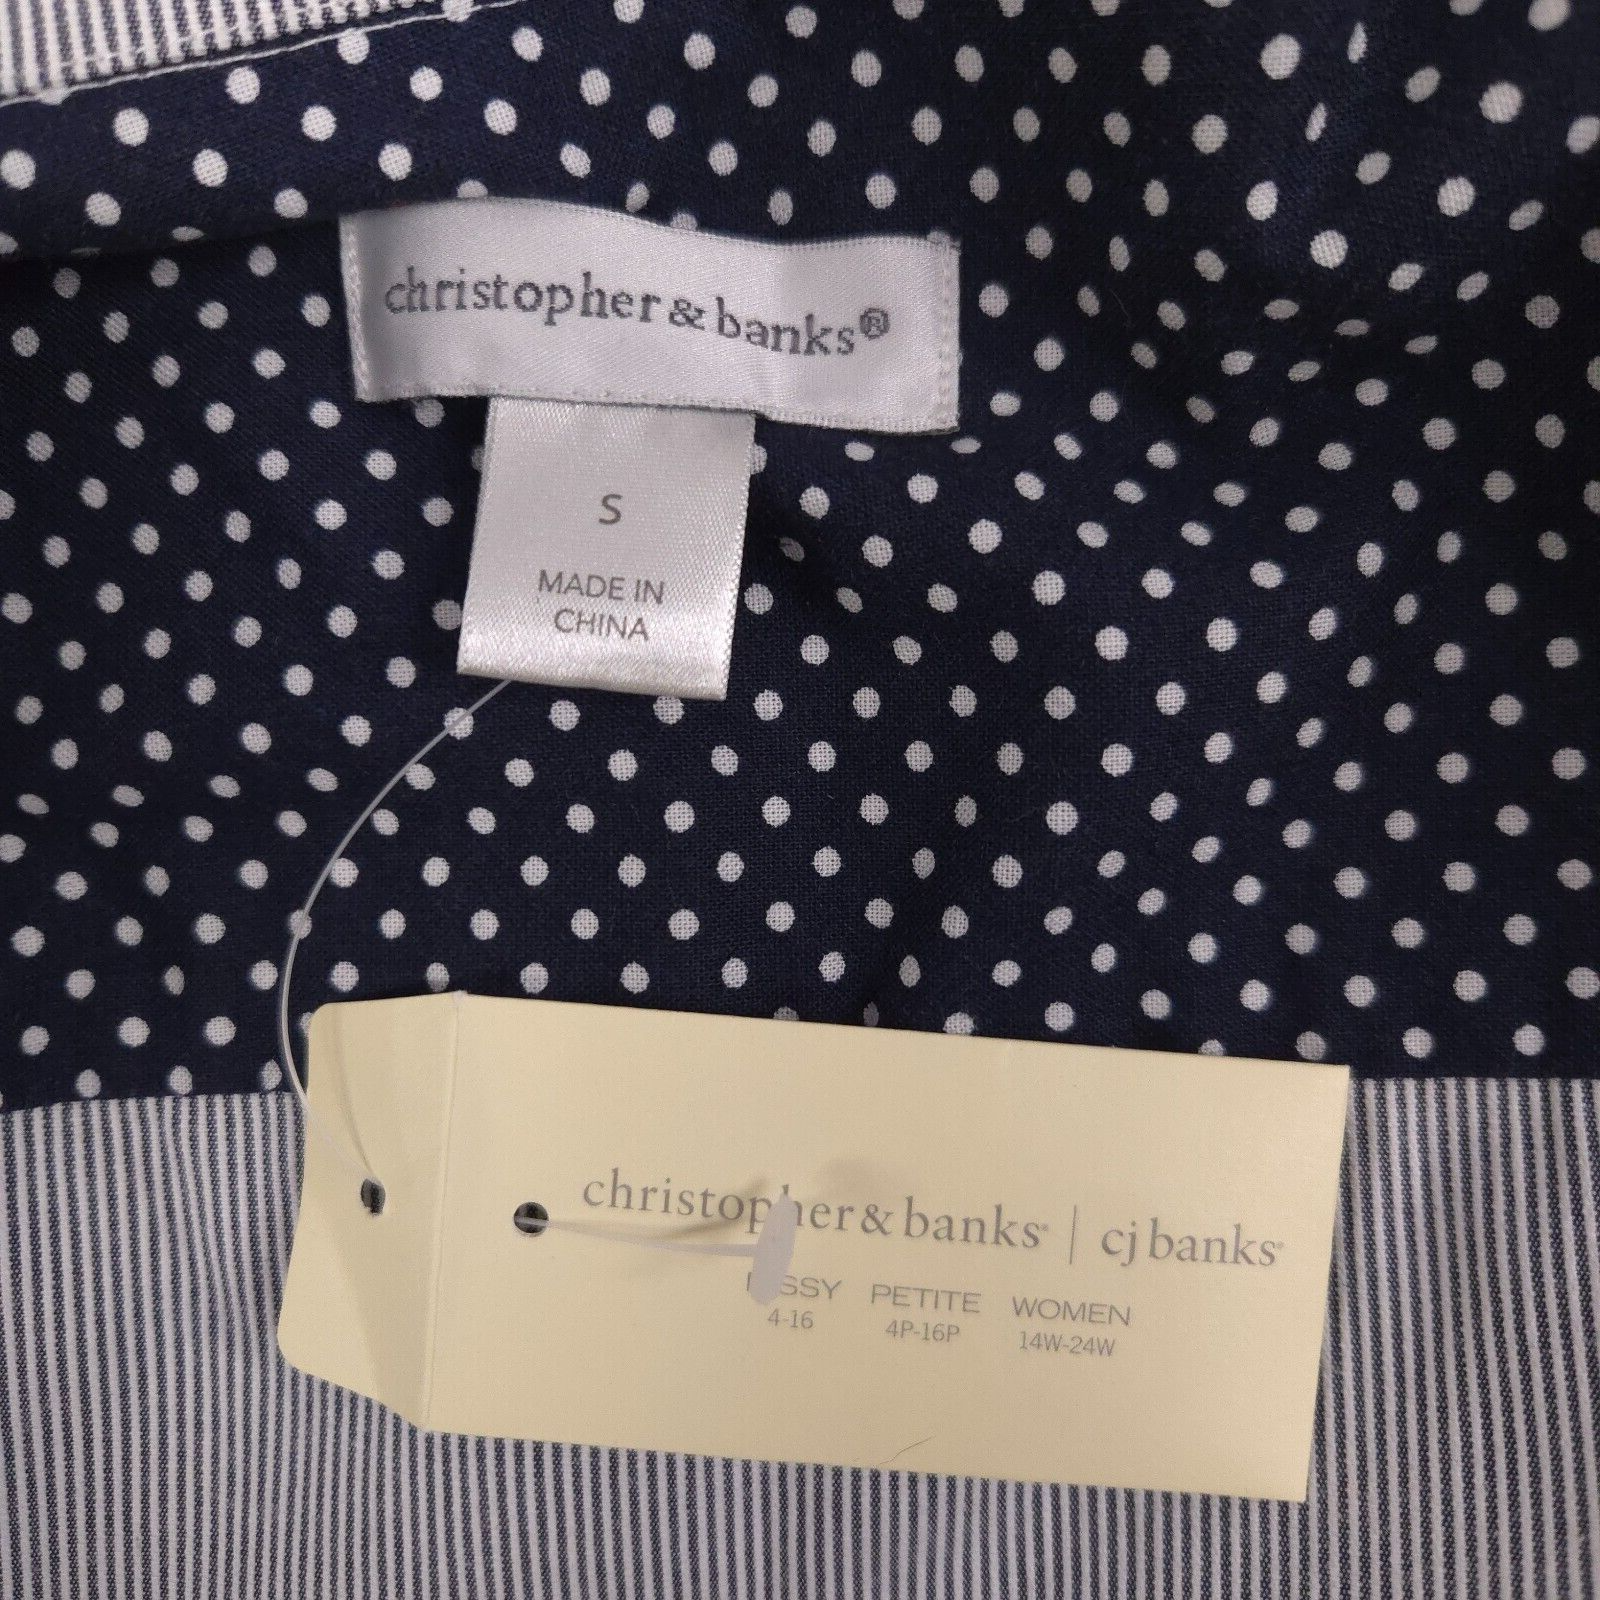 christopher & banks®
S
MADE IN
CHINA
christopher & banks® | cj banks®
PETITE WOMEN
4-16 4P-16P 14W-24W